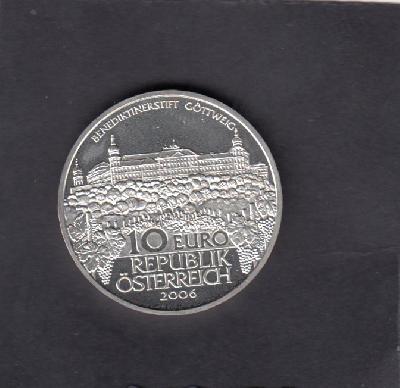 BENEDIKTINERSTIFT GÖTTWEIG
10 EURO
REPUBLIK
ÖSTERREICH
2006